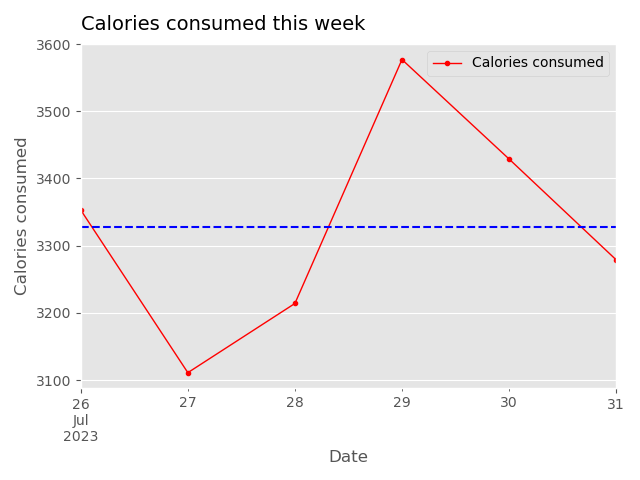 Calories consumed this week
3600
Calories consumed
3500
3400
3300
3200
3100
Calories consumed
26
Jul
2023
27
28
29
30
31
Date